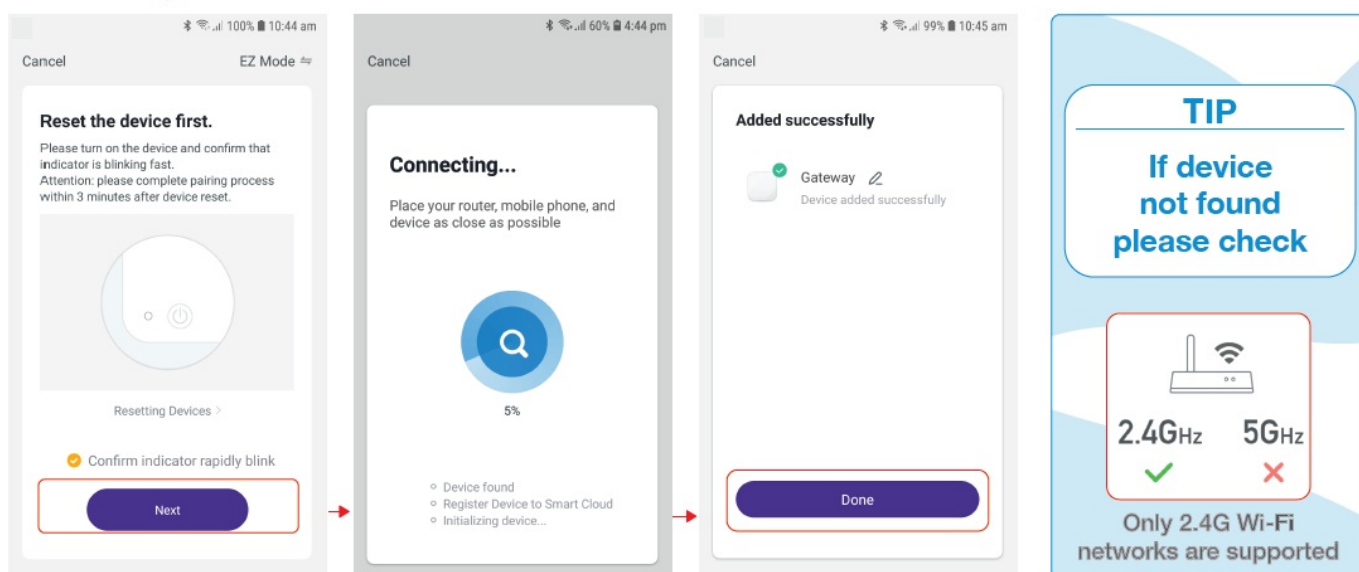 100% 10:44 am
Cancel
EZ Mode
Reset the device first.
Please turn on the device and confirm that
indicator is blinking fast.
Attention: please complete pairing process
within 3 minutes after device reset.
Resetting Devices >
Confirm indicator rapidly blink
Next
60% 4:44 pm
Cancel
Connecting...
Place your router, mobile phone, and
device as close as possible
5%
Device found
Register Device to Smart Cloud
Initializing device...
99% 10:45 am
Cancel
Added successfully
Gateway
Device added successfully
Done
TIP
If device
not found
please check
2.4GHz 5GHz
Only 2.4G Wi-Fi
networks are supported